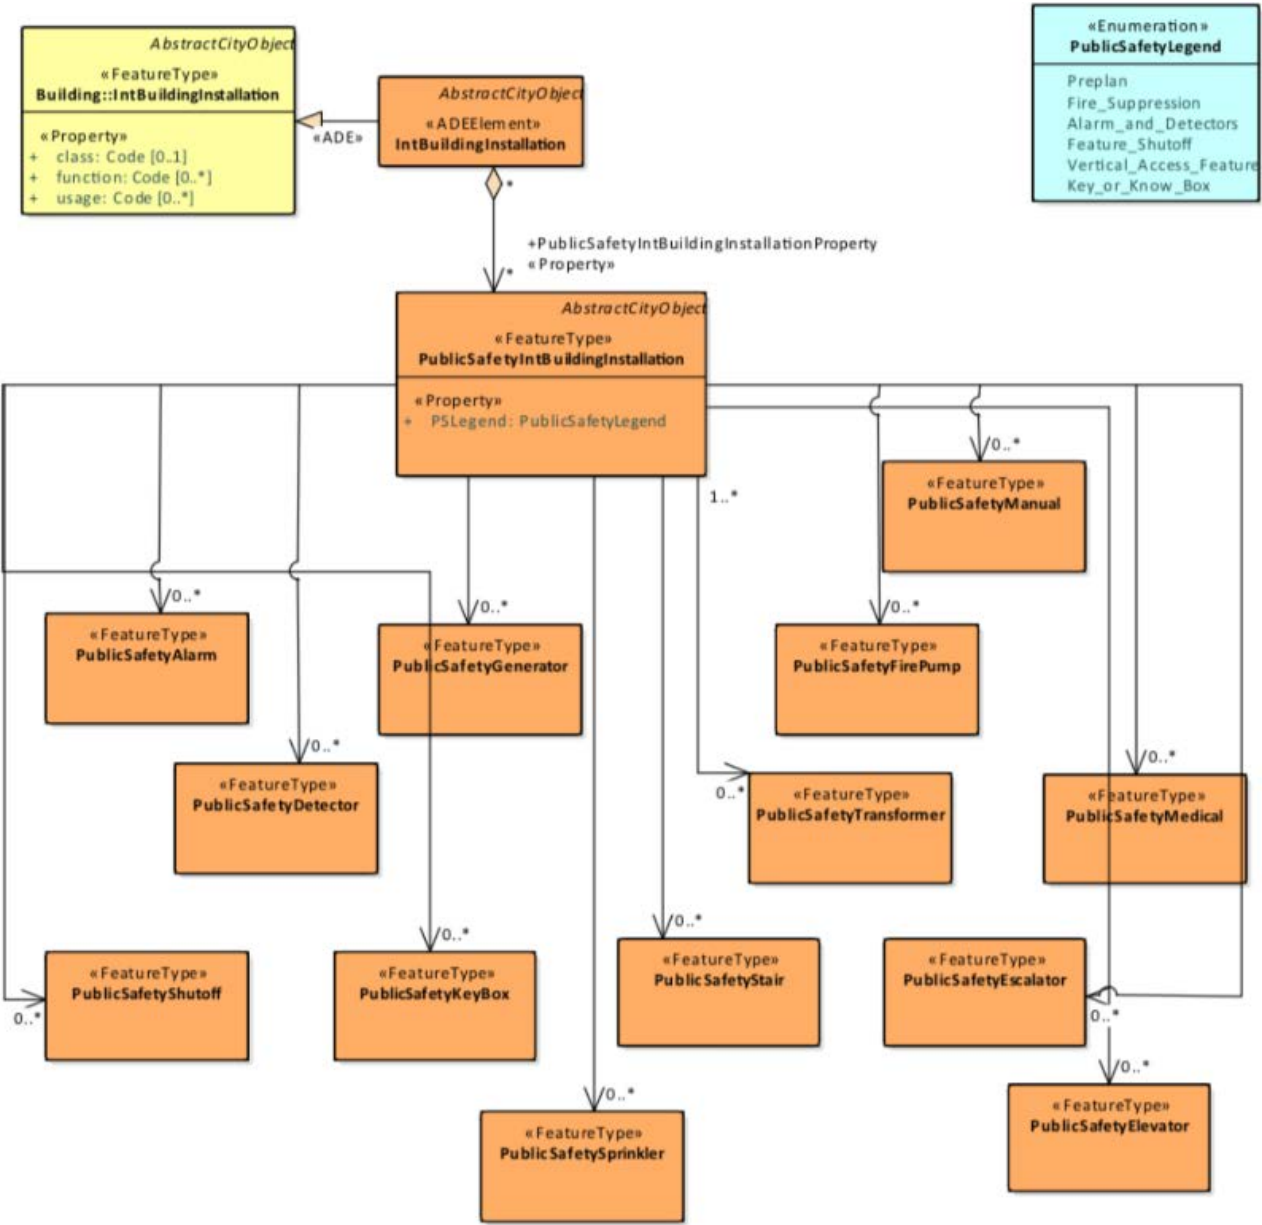 AbstractCityObject
«FeatureType»
Building::IntBuildingInstallation
«Property»
+ class: Code [0..1]
+ function: Code [0..*]
+ usage: Code [0..*]
«ADE»
AbstractCityObject
«ADEElement»
IntBuildingInstallation
*
+PublicSafetyIntBuildingInstallationProperty
«Property»
*
«Enumeration»
PublicSafetyLegend
Preplan
Fire_Suppression
Alarm_and_Detectors
Feature_Shutoff
Vertical_Access_Feature
Key_or_Know_Box
AbstractCityObject
«FeatureType»
PublicSafetyIntBuildingInstallation
«Property»
+ PSLegend: PublicSafetyLegend
1..*
0..*
«FeatureType»
PublicSafetyManual
0..*
«FeatureType»
PublicSafetyAlarm
0..*
«FeatureType»
PublicSafetyGenerator
0..*
«FeatureType»
PublicSafetyFirePump
0..*
«FeatureType»
PublicSafetyDetector
0..*
«FeatureType»
PublicSafetyTransformer
0..*
«FeatureType»
PublicSafetyMedical
0..*
«FeatureType»
PublicSafetyShutoff
0..*
«FeatureType»
PublicSafetyKeyBox
0..*
«FeatureType»
PublicSafetyStair
0..*
«FeatureType»
PublicSafetyEscalator
0..*
«FeatureType»
PublicSafetySprinkler
0..*
«FeatureType»
PublicSafetyElevator